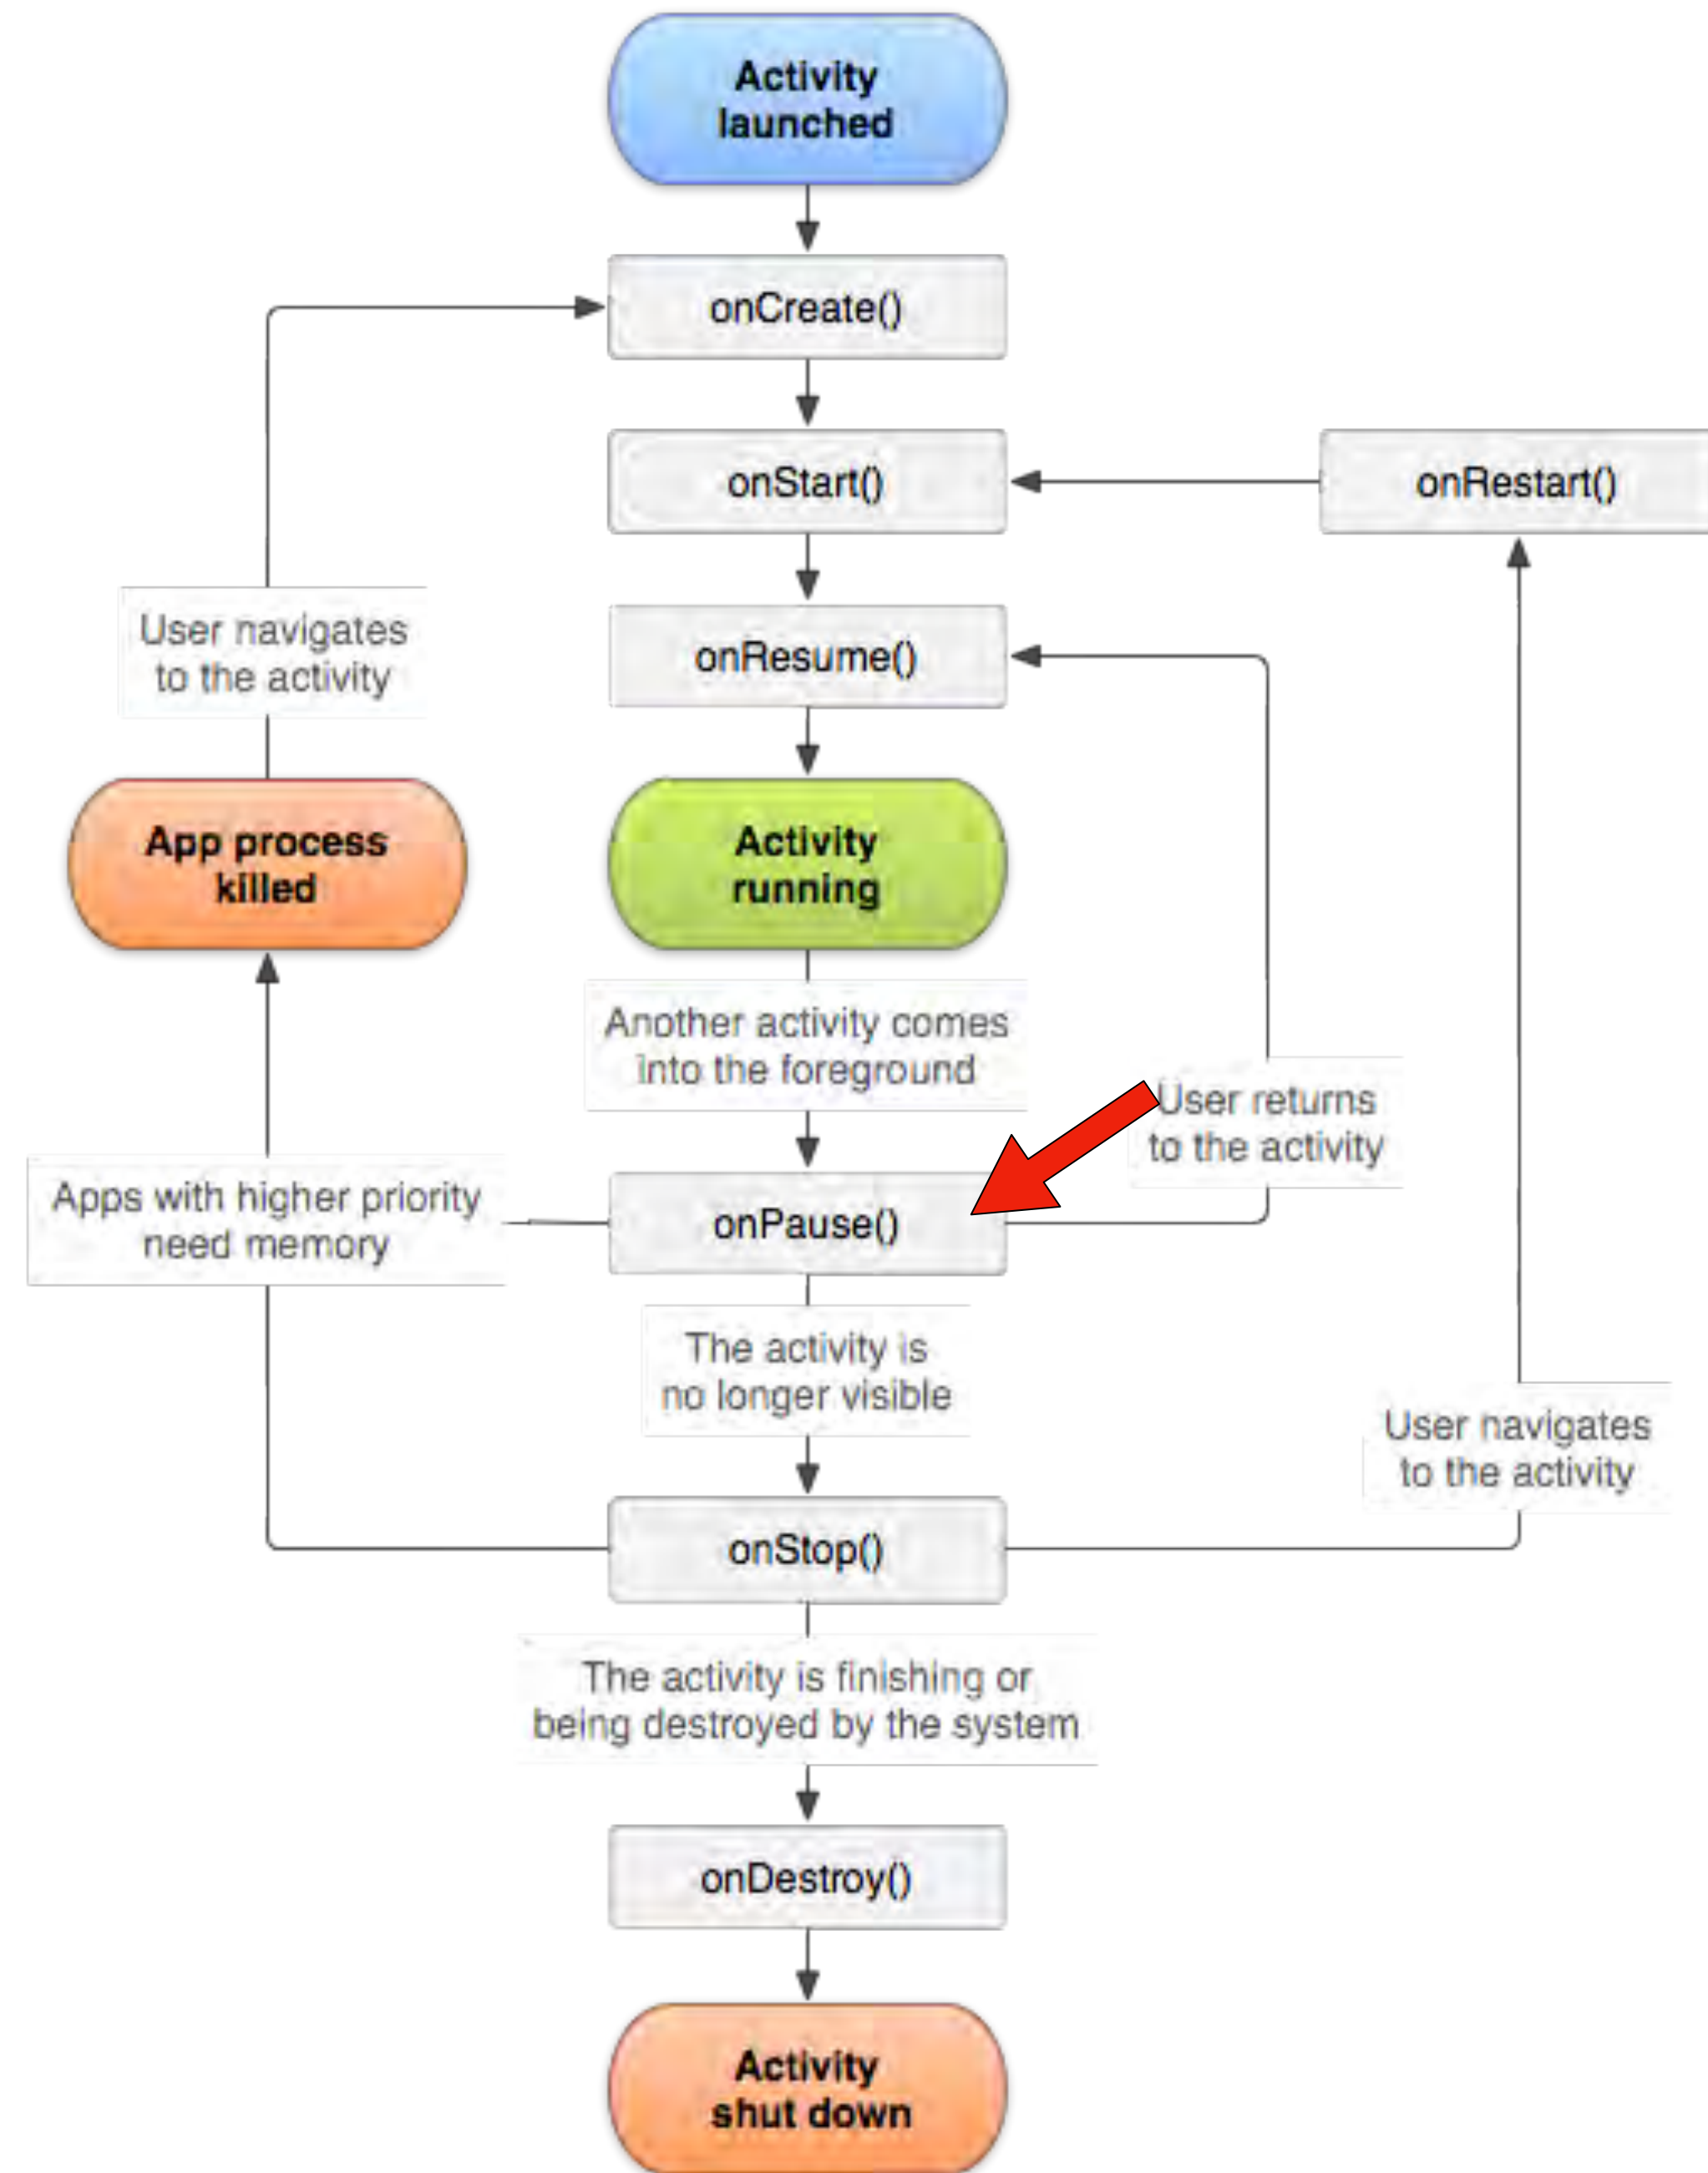 Activity
launched
onCreate()
onStart()
onRestart()
User navigates
to the activity
onResume()
App process
killed
Activity
running
Another activity comes
into the foreground
User returns
to the activity
Apps with higher priority
need memory
onPause()
The activity is
no longer visible
User navigates
to the activity
onStop()
The activity is finishing or
being destroyed by the system
onDestroy()
Activity
shut down